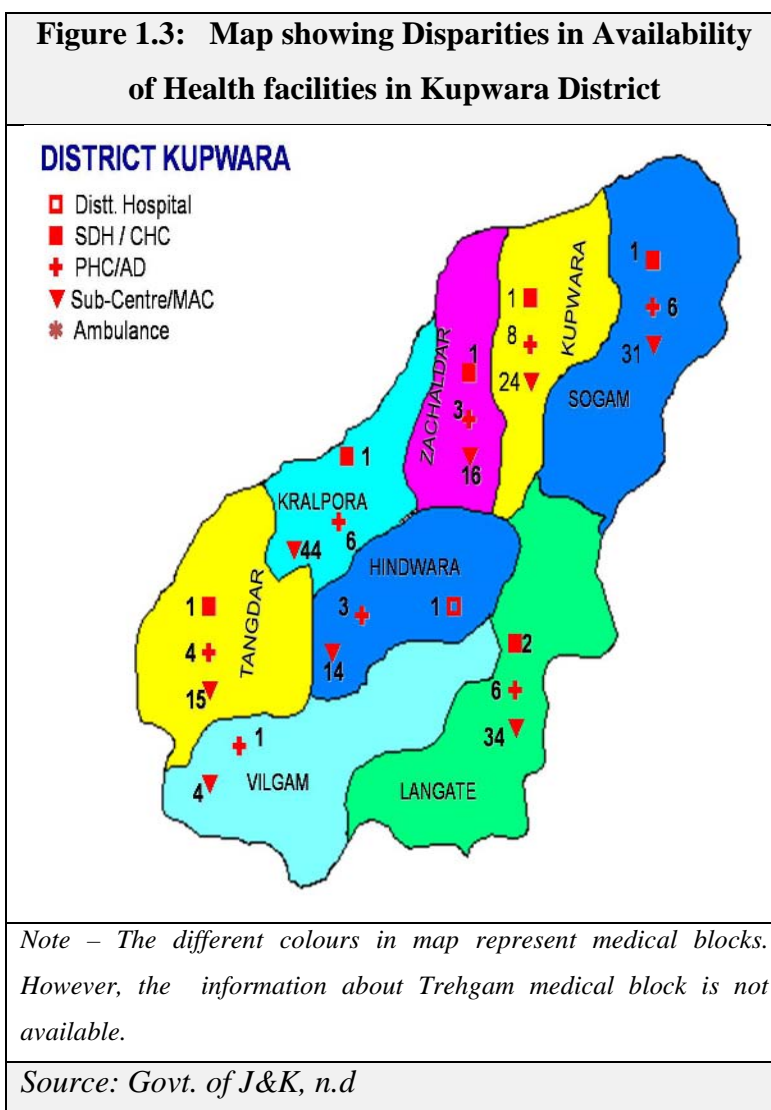 Figure 1.3: Map showing Disparities in Availability
of Health facilities in Kupwara District
DISTRICT KUPWARA
Distt. Hospital
SDH / CHC
PHC/AD
Sub-Centre/MAC
Ambulance
1
6
31
SOGAM
1
8
24
KUPWARA
1
3
16
ZACHALDAR
1
KRALPORA
6
44
HINDWARA
3
1
14
1
4
15
TANGDAR
2
6
34
LANGATE
1
4
VILGAM
Note – The different colours in map represent medical blocks.
However, the information about Trehgam medical block is not
available.
Source: Govt. of J&K, n.d